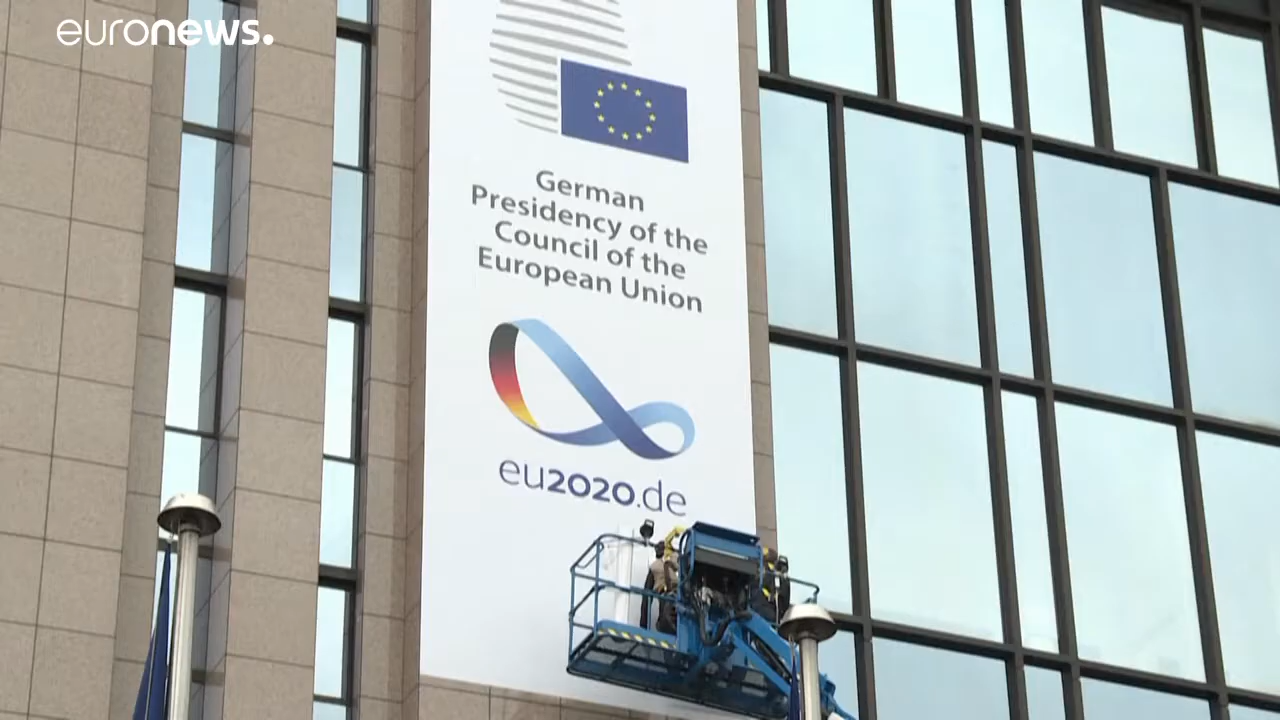 euronews.
German
Presidency of the
Council of the
European Union
eu2020.de